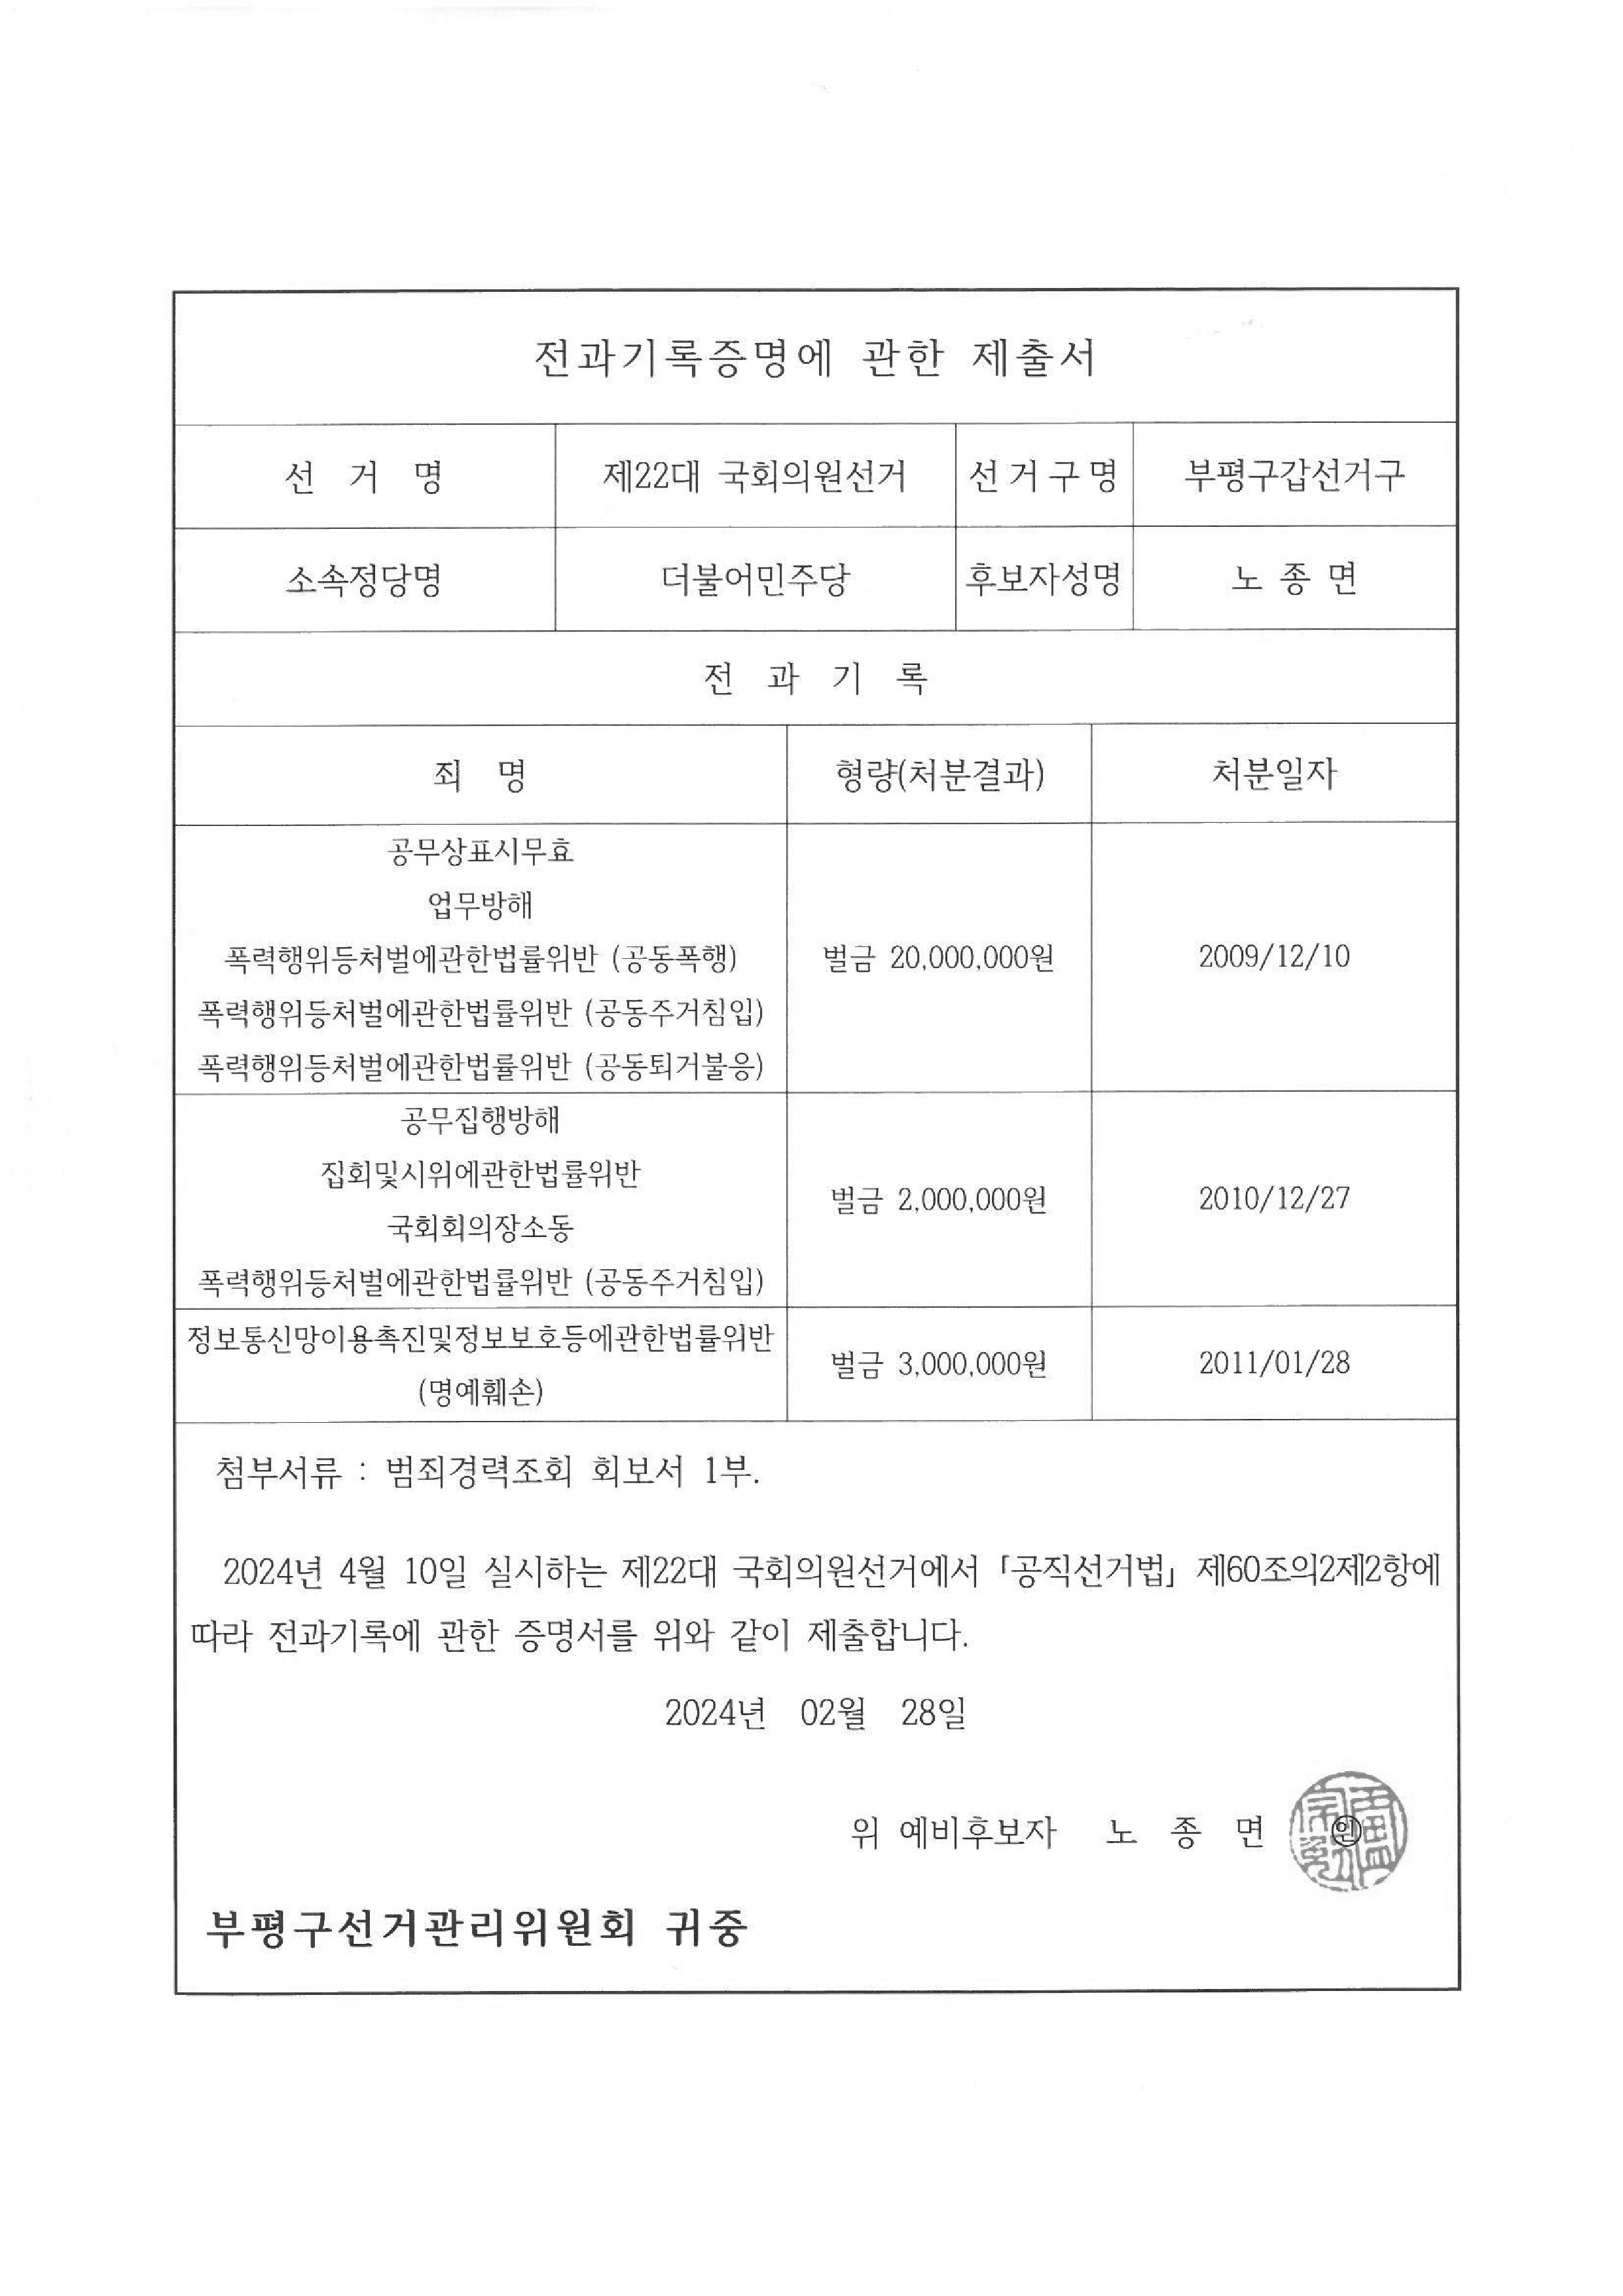 전과기록증명에 관한 제출서
선 거 명 제22대 국회의원선거 선거구명 부평구갑선거구
소속정당명 더불어민주당 후보자성명 노 종 면
전 과 기 록
죄 명 형량(처분결과) 처분일자
공무상표시무효
업무방해
폭력행위등처벌에관한법률위반 (공동폭행) 벌금 20,000,000원 2009/12/10
폭력행위등처벌에관한법률위반 (공동주거침입)
폭력행위등처벌에관한법률위반 (공동퇴거불응)
공무집행방해
집회및시위에관한법률위반
벌금 2,000,000원 2010/12/27
국회회의장소동
폭력행위등처벌에관한법률위반 (공동주거침입)
정보통신망이용촉진및정보보호등에관한법률위반
벌금 3,000,000원 2011/01/28
(명예훼손)
첨부서류 : 범죄경력조회 회보서 1부.
2024년 4월 10일 실시하는 제22대 국회의원선거에서 「공직선거법」 제60조의2제2항에
따라 전과기록에 관한 증명서를 위와 같이 제출합니다.
2024년 02월 28일
위 예비후보자 노 종 면 ㊞
부평구선거관리위원회 귀중